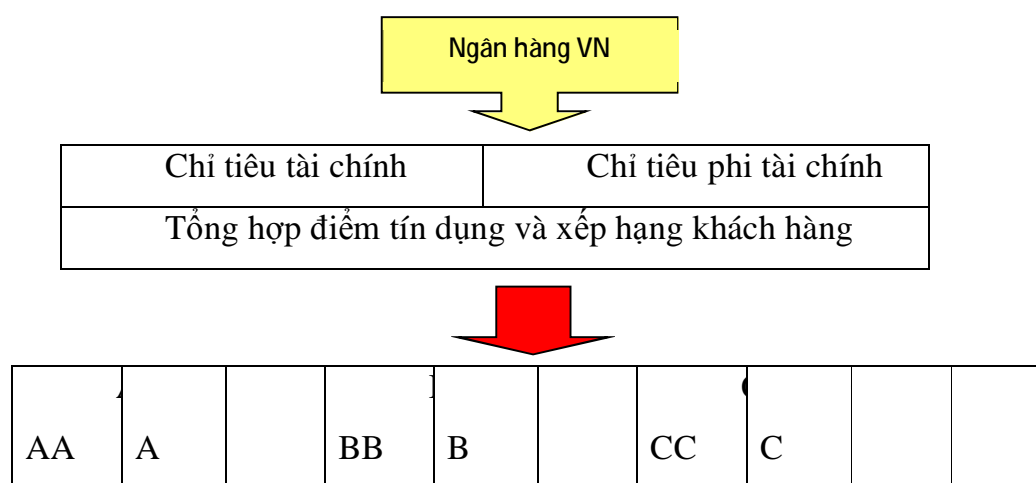 Ngân hàng VN
Chỉ tiêu tài chính Chỉ tiêu phi tài chính
Tổng hợp điểm tín dụng và xếp hạng khách hàng
AA A BB B CC C